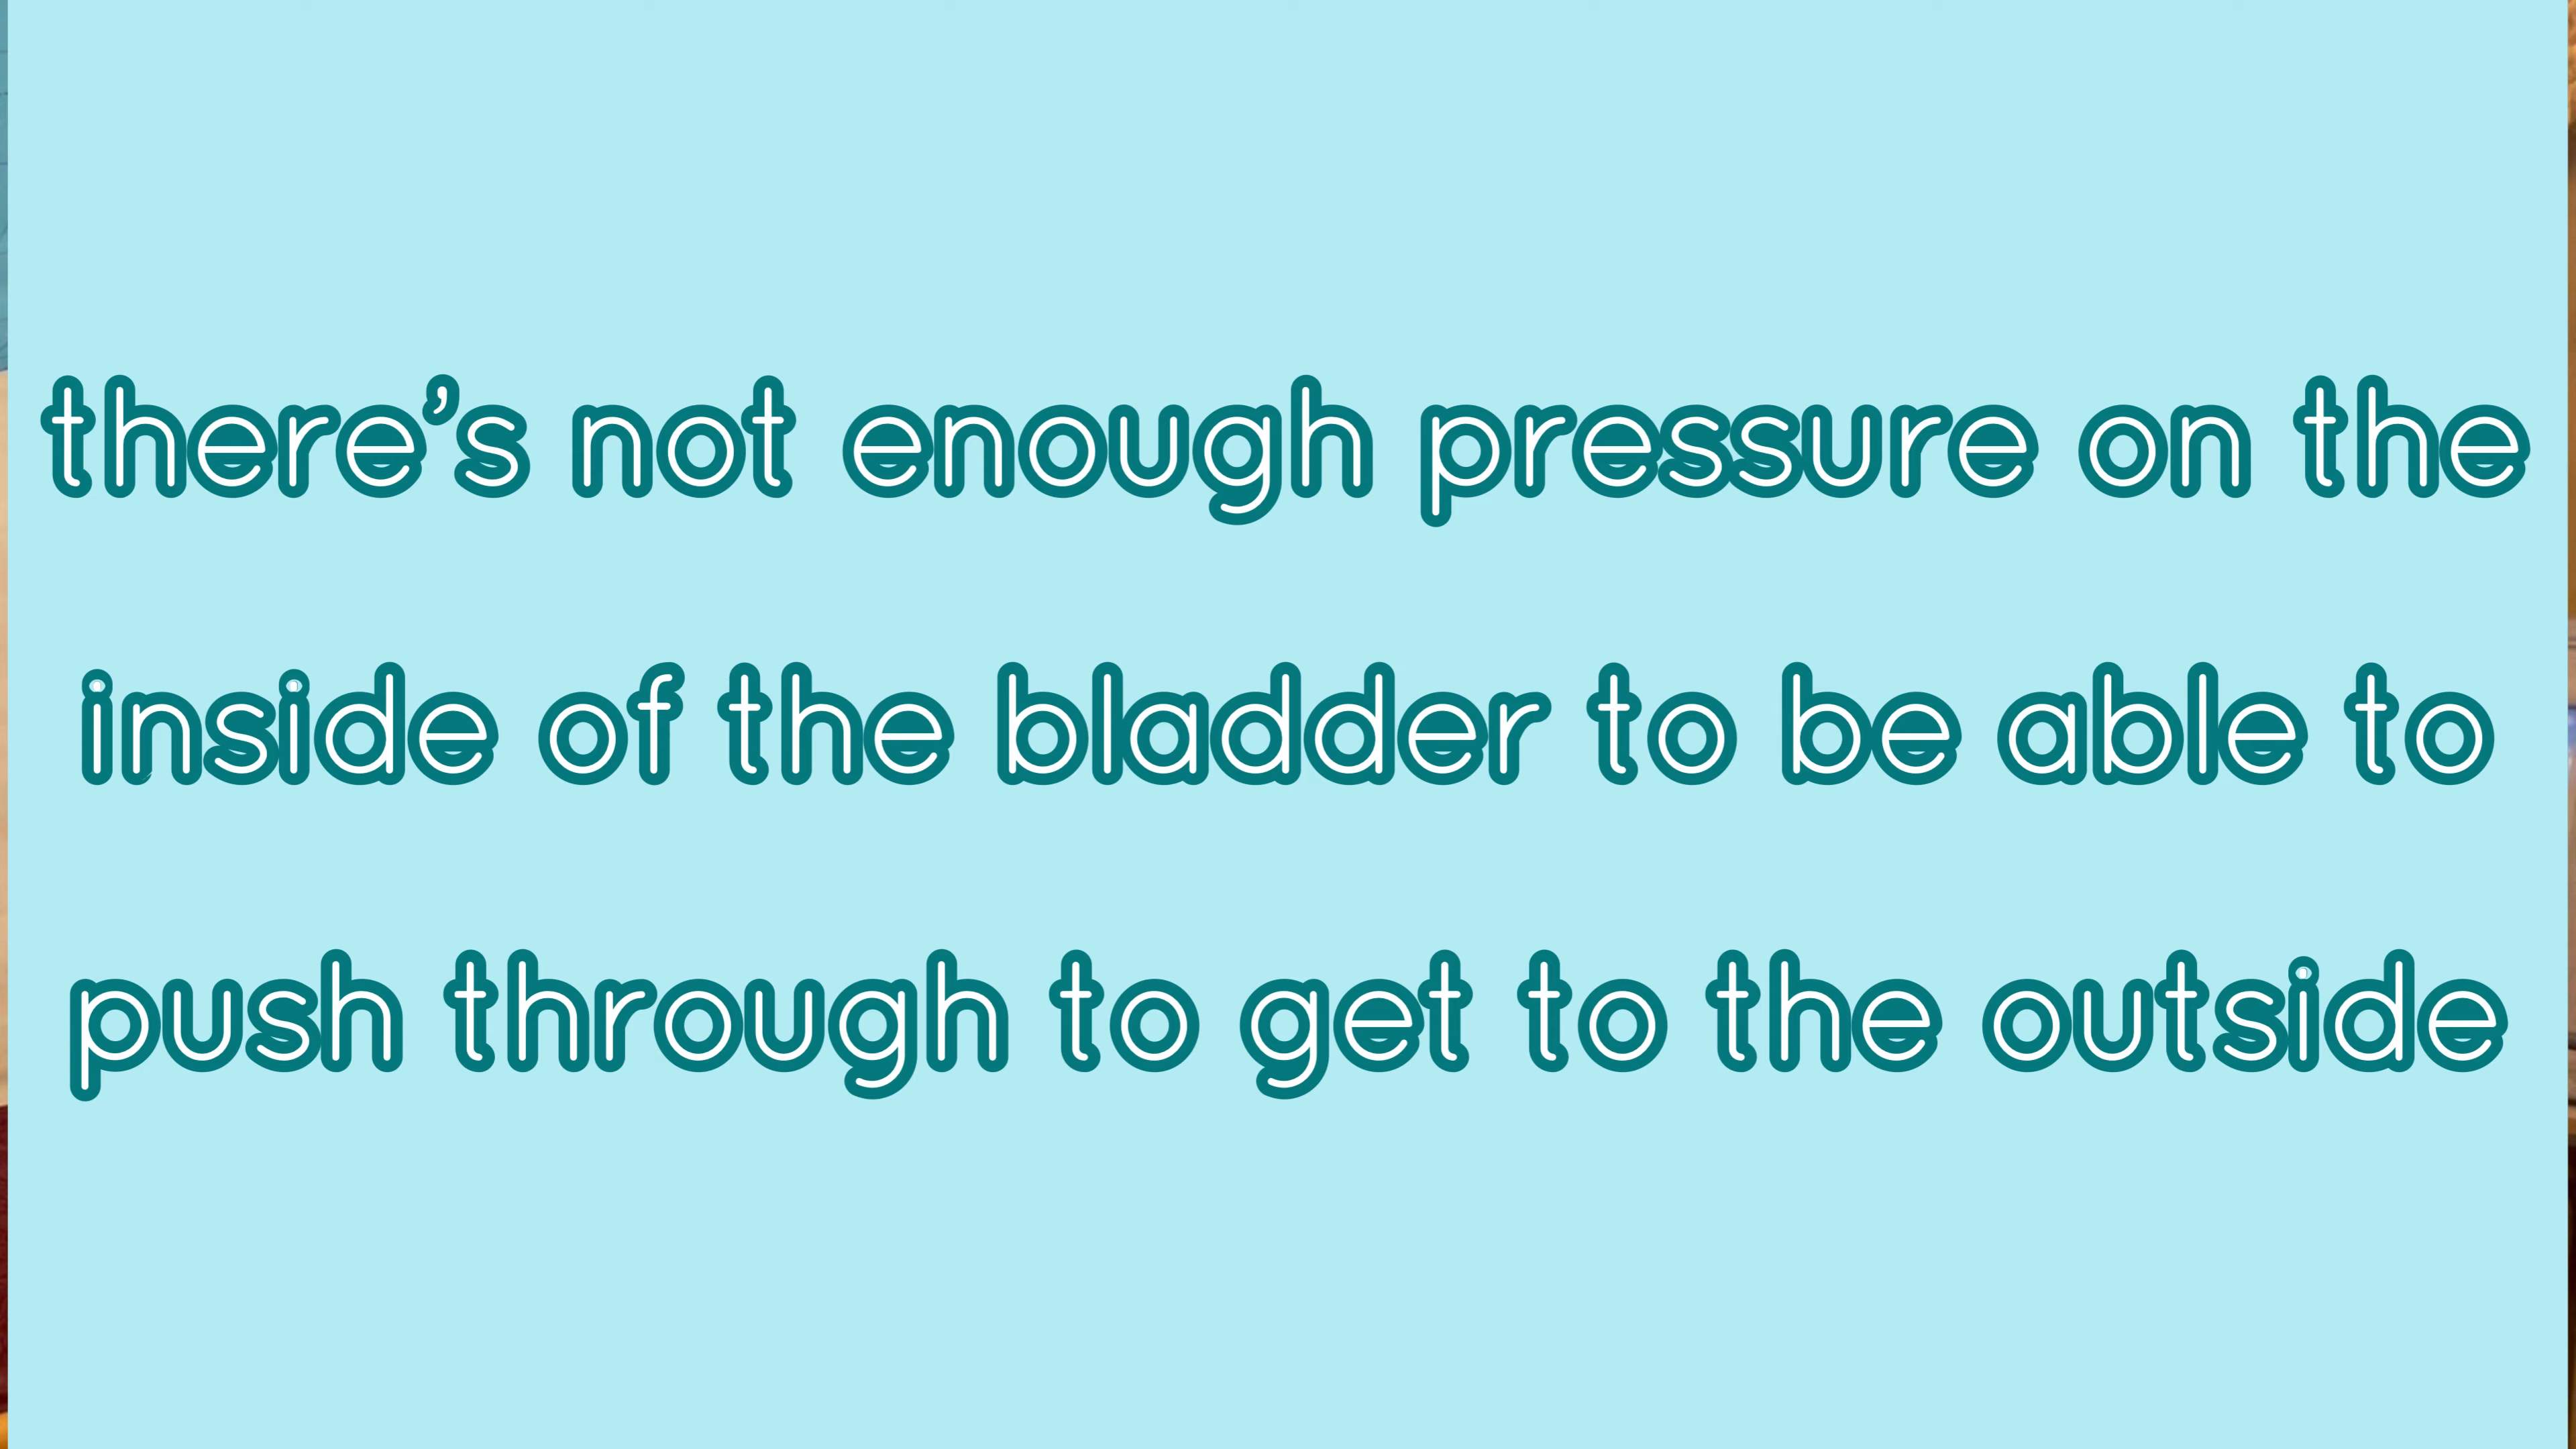 there’s not enough pressure on the
inside of the bladder to be able to
push through to get to the outside